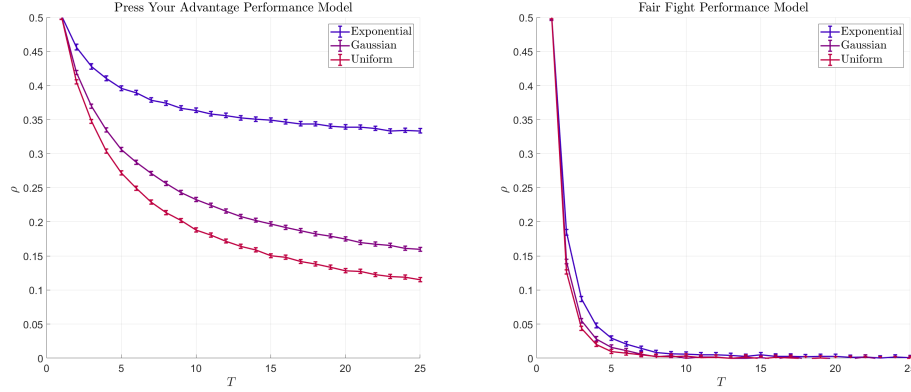 Press Your Advantage Performance Model
0.5
0.45
0.4
0.35
0.3
0.25
0.2
0.15
0.1
0.05
0
ρ
0
5
10
15
20
25
T
Exponential
Gaussian
Uniform
Fair Fight Performance Model
0.5
0.45
0.4
0.35
0.3
0.25
0.2
0.15
0.1
0.05
0
ρ
0
5
10
15
20
25
T
Exponential
Gaussian
Uniform